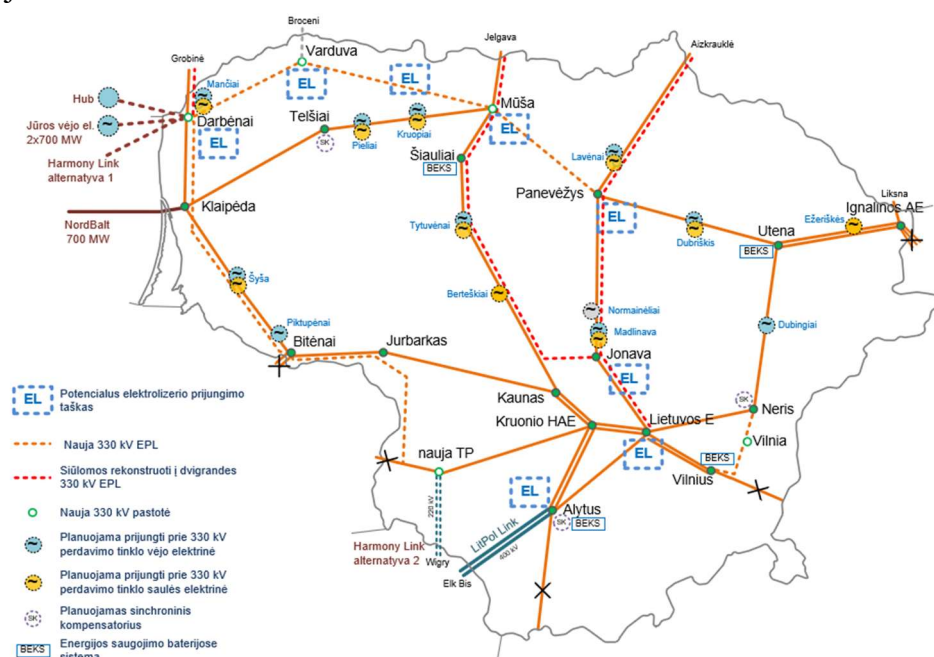 Broceni
Varduva
Jelgava
Aizkrauklė
Grobinė
Mančiai
EL
EL
Hub
Jūros vėjo el.
2x700 MW
Darbėnai
EL
Harmony Link
alternatyva 1
Telšiai
SK
Pieliai
Kruopiai
Mūša
EL
Šiauliai
BEKS
Lavėnai
Panevėžys
EL
Klaipėda
NordBalt
700 MW
Tytuvėnai
Dubriškis
Utena
BEKS
Ežeriškės
Liksna
Ignalinos AE
Šyša
Berteškiai
Normainėliai
Madlinava
Dubingiai
Piktupėnai
Bitėnai
Jurbarkas
Jonava
EL
Kaunas
Kruonio HAE
Lietuvos E
EL
SK
Neris
Vilnia
BEKS
Vilnius
nauja TP
220 kV
Wigry
Harmony Link
alternatyva 2
EL
Alytus
SK
BEKS
LitPol Link
400 kV
Elk Bis
EL
Potencialus elektrolizerio prijungimo
taškas
Nauja 330 kV EPL
Siūlomos rekonstruoti į dvigrandes
330 kV EPL
Nauja 330 kV pastotė
Planuojama prijungti prie 330 kV
perdavimo tinklo vėjo elektrinė
Planuojama prijungti prie 330 kV
perdavimo tinklo saulės elektrinė
SK
Planuojamas sinchroninis
kompensatorius
BEKS
Energijos saugojimo baterijose
sistema